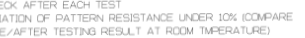 ECK AFTER EACH TEST
IATION OF PATTERN RESISTANCE UNDER 10% (COMPARE
E/AFTER TESTING RESULT AT ROOM TMPERATURE)